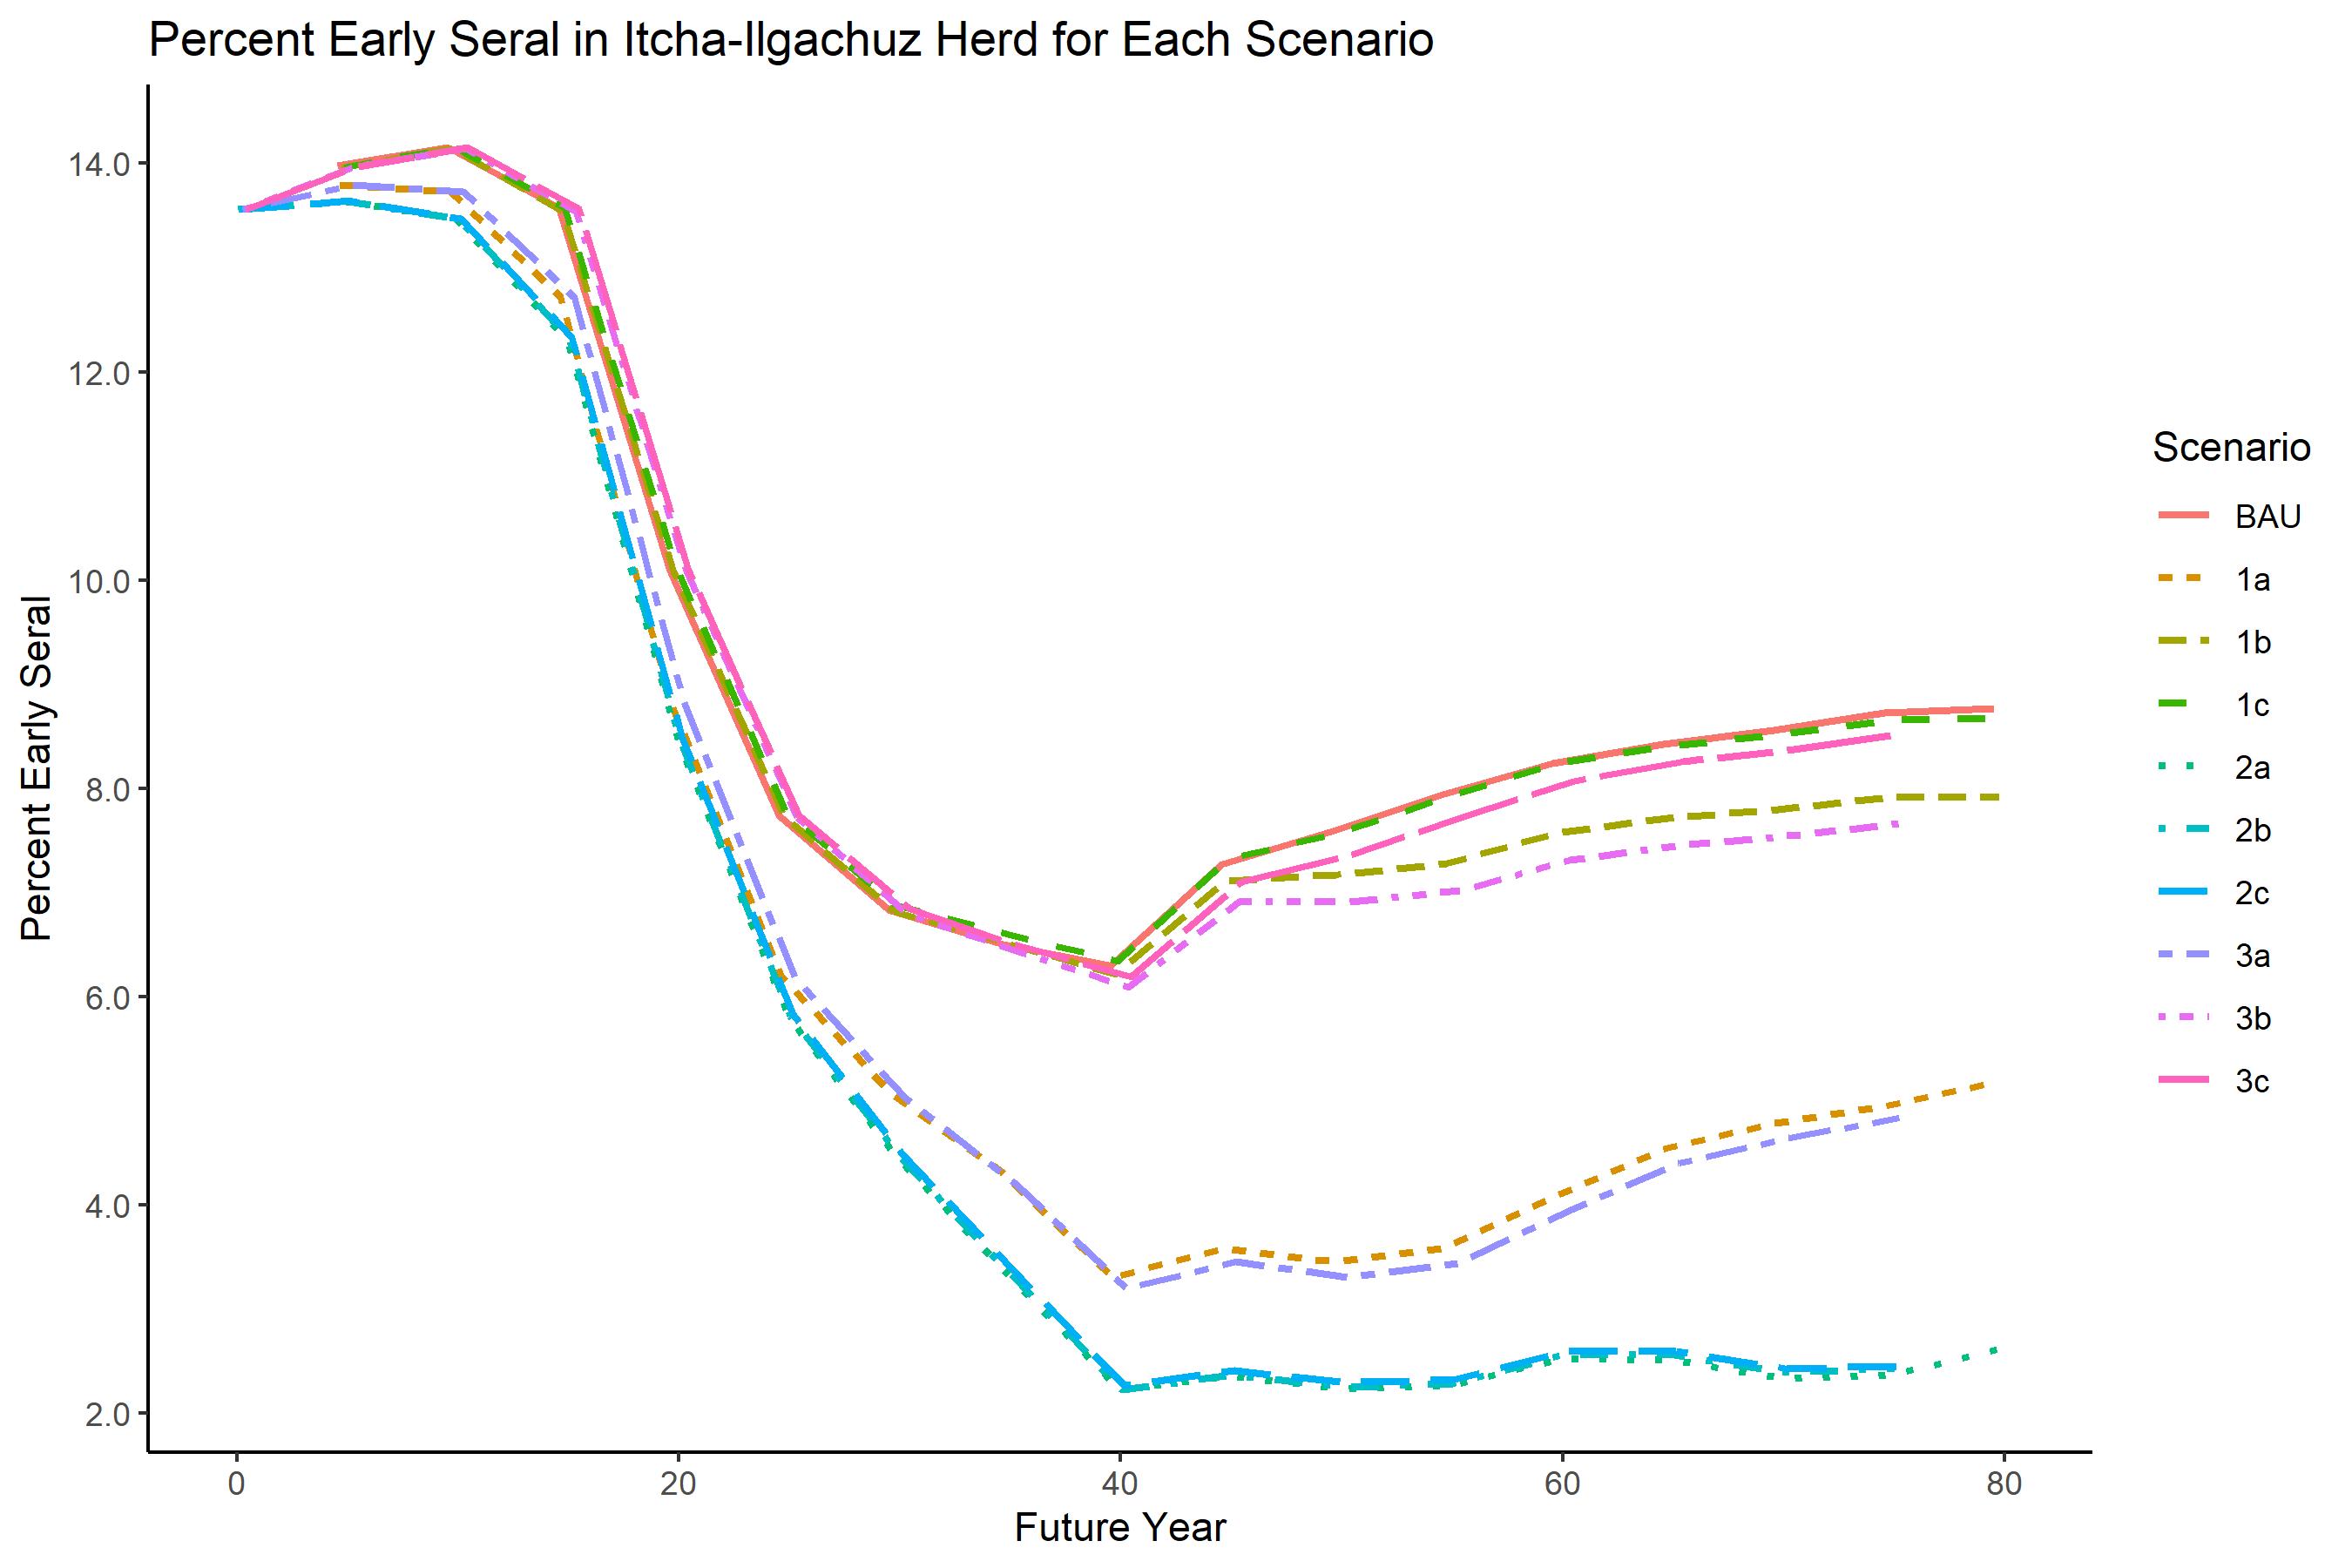 Percent Early Seral in Itcha-Ilgachuz Herd for Each Scenario
Percent Early Seral
14.0
12.0
10.0
8.0
6.0
4.0
2.0
0
20
40
60
80
Future Year
Scenario
BAU
1a
1b
1c
2a
2b
2c
3a
3b
3c